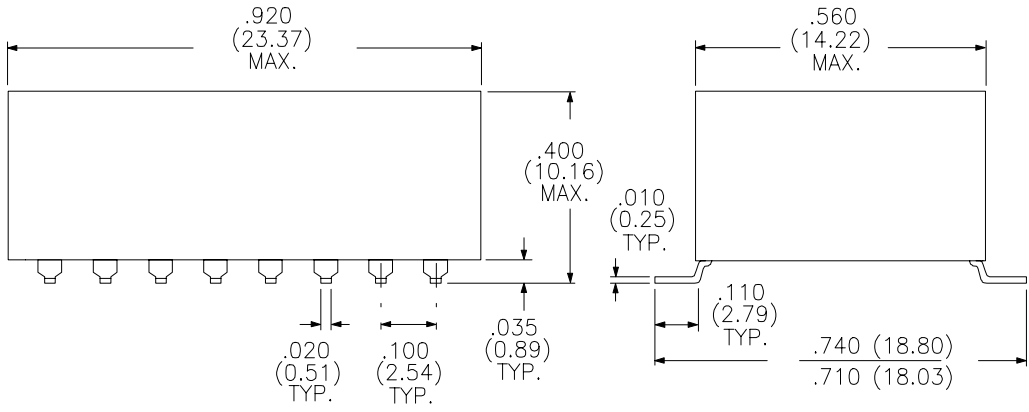 .920
(23.37)
MAX.
.560
(14.22)
MAX.
.400
(10.16)
MAX.
.010
(0.25)
TYP.
.110
(2.79)
TYP.
.035
(0.89)
TYP.
.020
(0.51)
TYP.
.100
(2.54)
TYP.
.740 (18.80)
.710 (18.03)